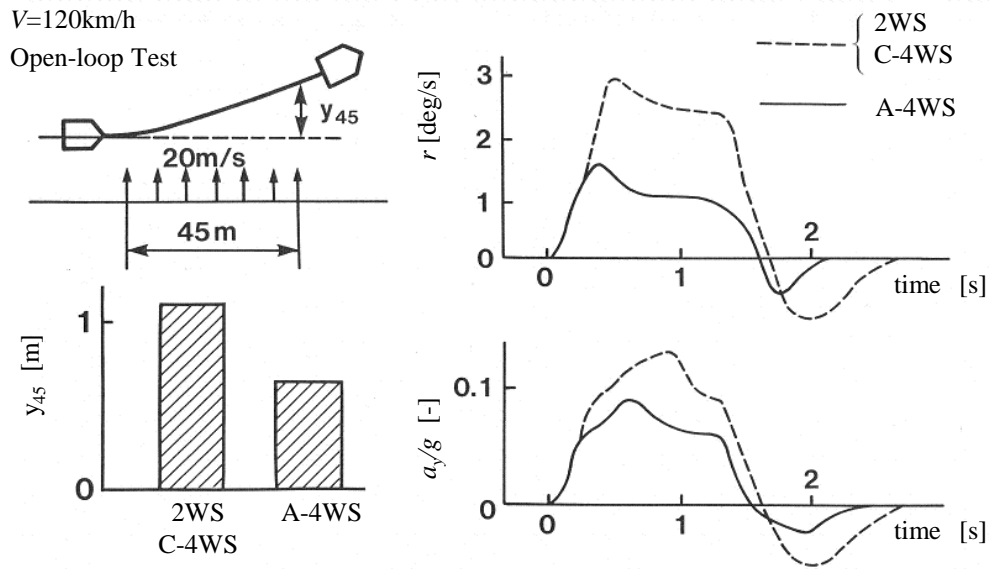 V=120km/h
Open-loop Test
y45
20m/s
45m
1
0
y45 [m]
2WS
C-4WS
A-4WS
2WS
C-4WS
A-4WS
r [deg/s]
3
2
1
0
0
1
2
time [s]
ay/g [-]
0.1
0
0
1
2
time [s]